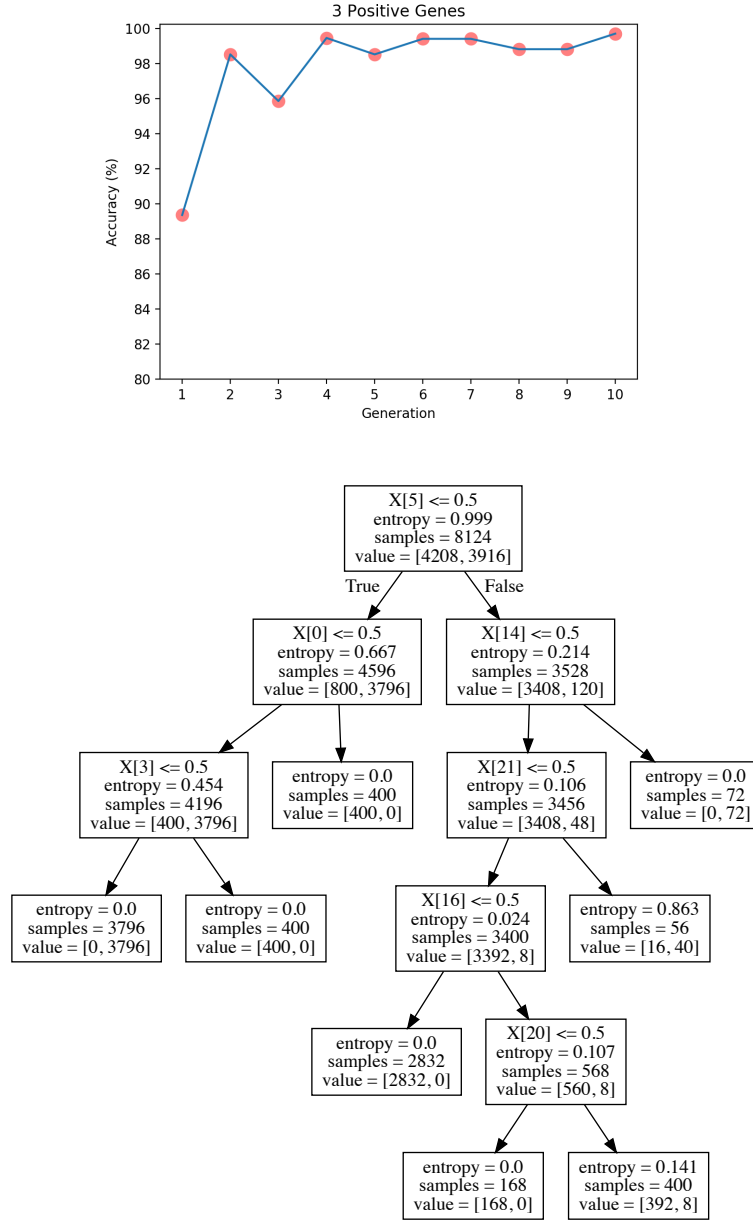 3 Positive Genes
100
98
96
94
92
90
88
86
84
82
80
Accuracy (%)
1 2 3 4 5 6 7 8 9 10
Generation
X[5] <= 0.5
entropy = 0.999
samples = 8124
value = [4208, 3916]
True
False
X[0] <= 0.5
entropy = 0.667
samples = 4596
value = [800, 3796]
X[14] <= 0.5
entropy = 0.214
samples = 3528
value = [3408, 120]
X[3] <= 0.5
entropy = 0.454
samples = 4196
value = [400, 3796]
entropy = 0.0
samples = 400
value = [400, 0]
X[21] <= 0.5
entropy = 0.106
samples = 3456
value = [3408, 48]
entropy = 0.0
samples = 72
value = [0, 72]
entropy = 0.0
samples = 3796
value = [0, 3796]
entropy = 0.0
samples = 400
value = [400, 0]
X[16] <= 0.5
entropy = 0.024
samples = 3400
value = [3392, 8]
entropy = 0.863
samples = 56
value = [16, 40]
entropy = 0.0
samples = 2832
value = [2832, 0]
X[20] <= 0.5
entropy = 0.107
samples = 568
value = [560, 8]
entropy = 0.0
samples = 168
value = [168, 0]
entropy = 0.141
samples = 400
value = [392, 8]